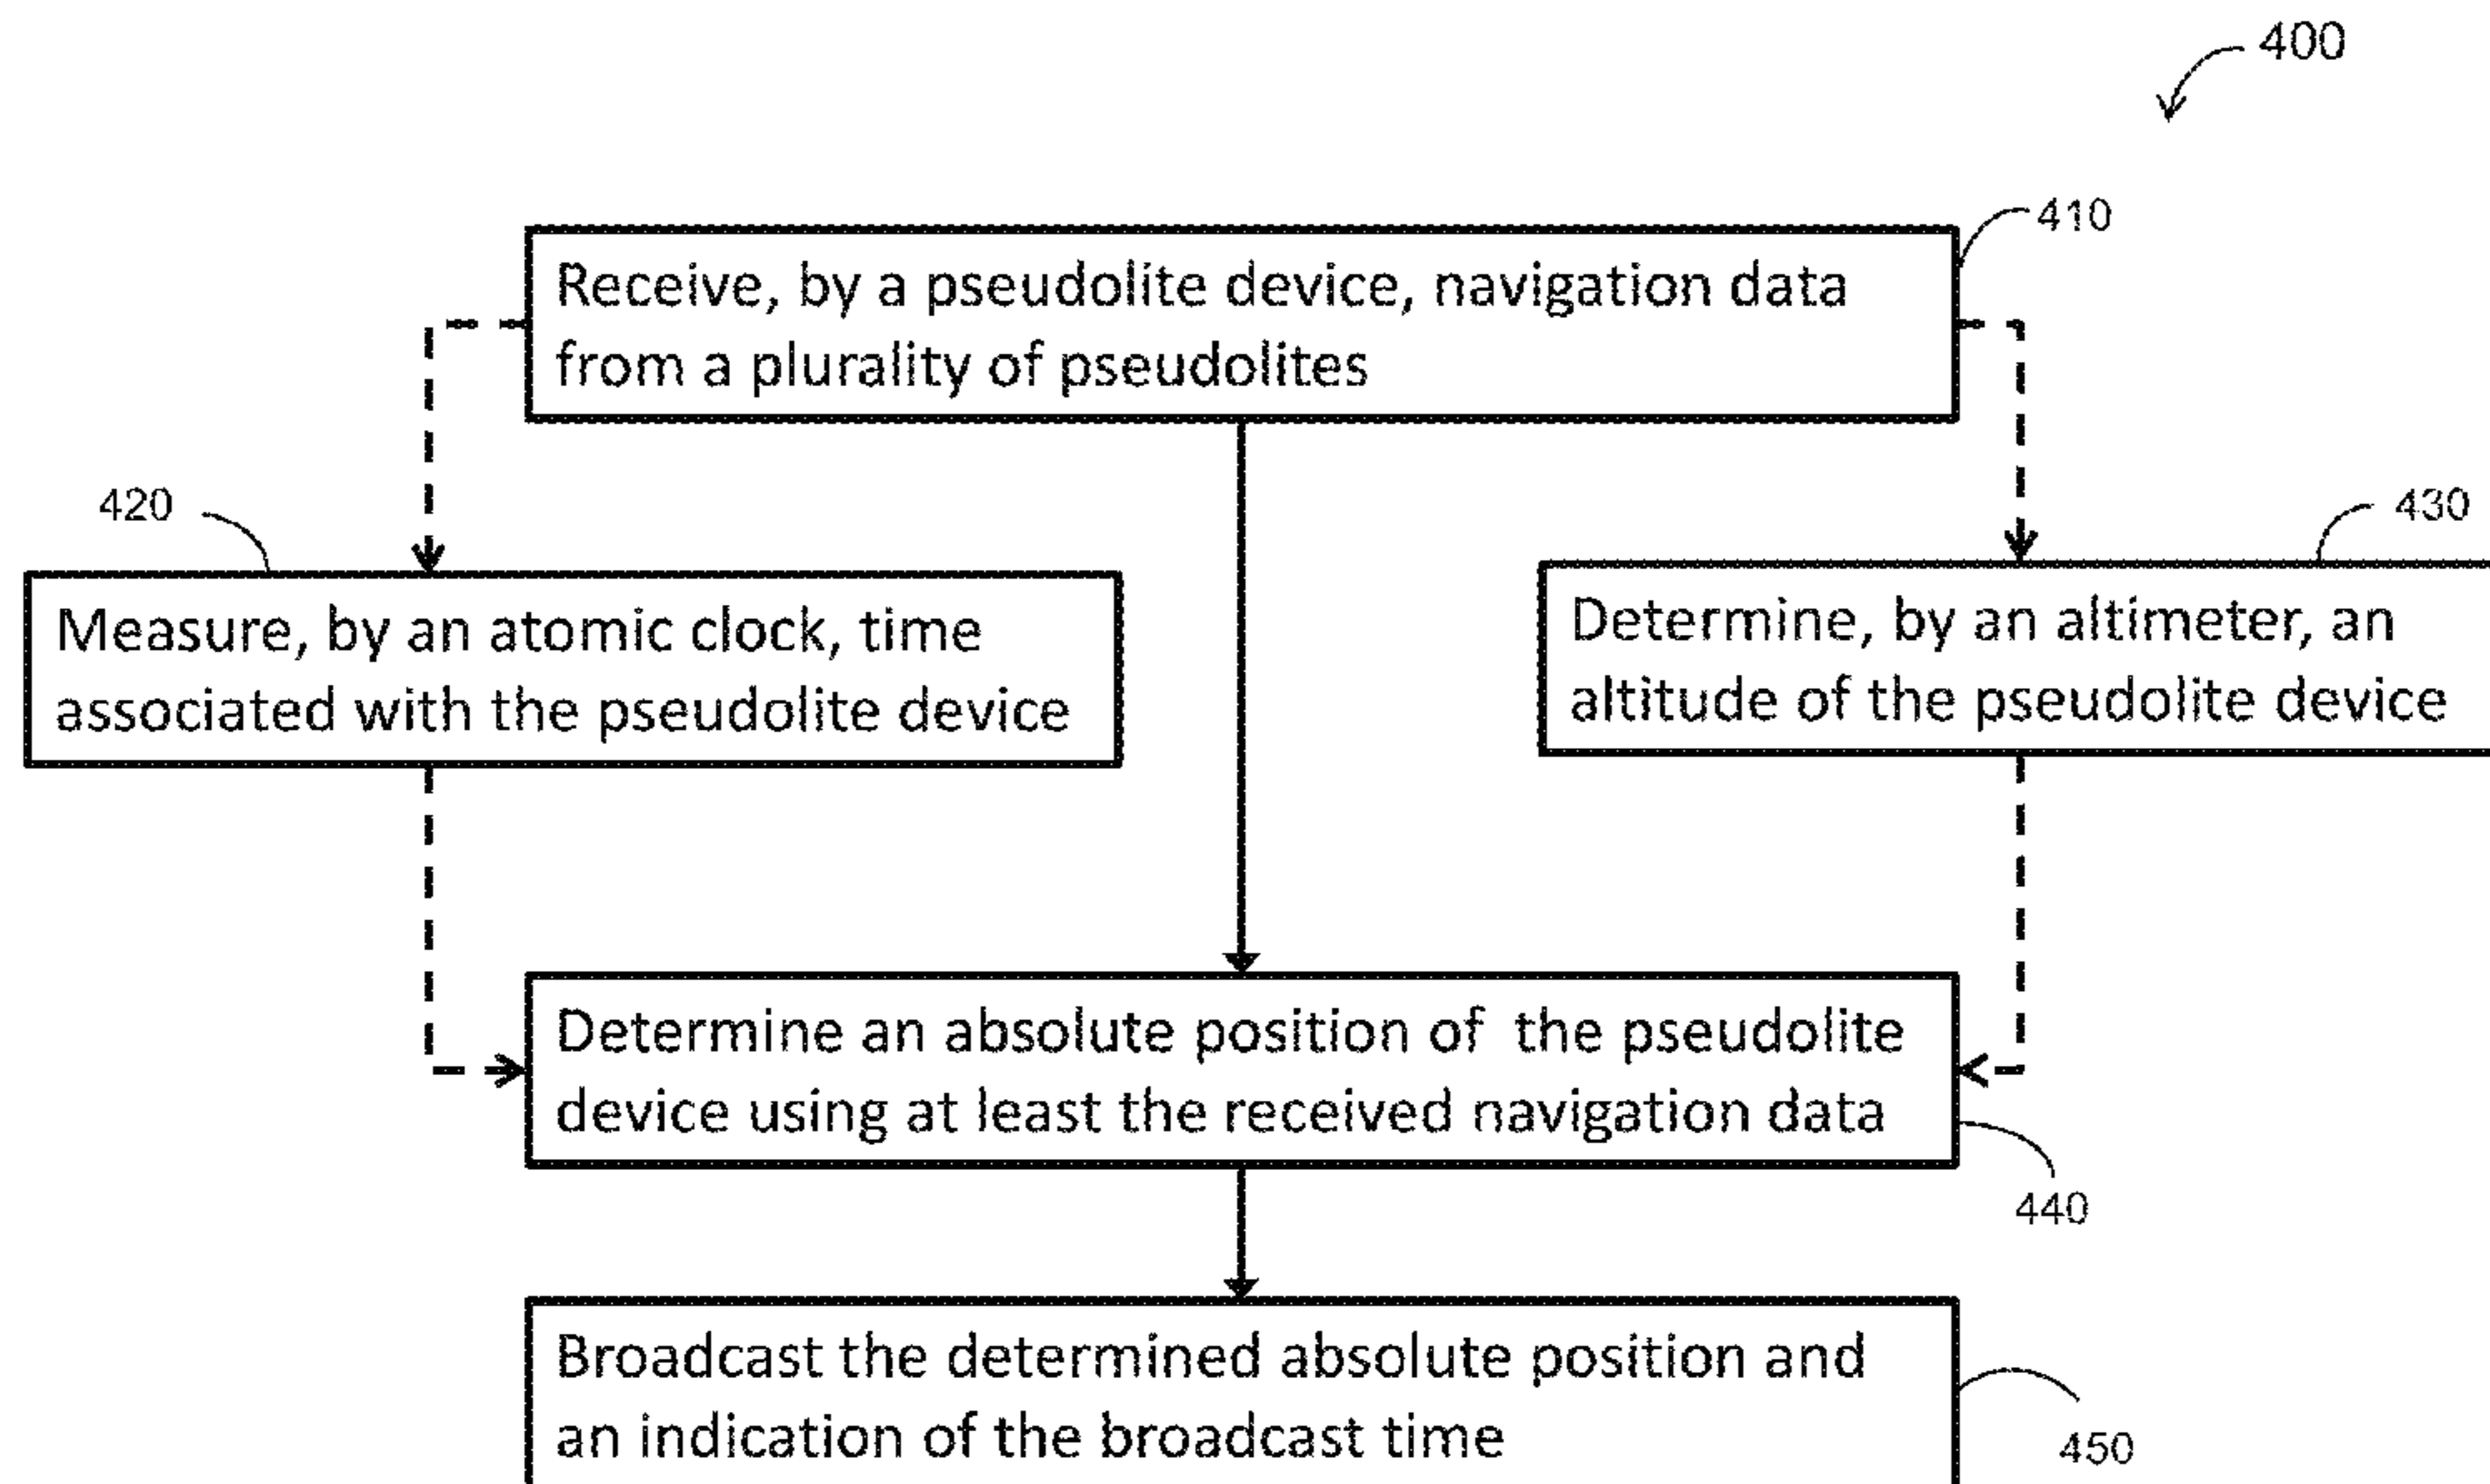 400
410
Receive, by a pseudolite device, navigation data
from a plurality of pseudolites
420
430
Measure, by an atomic clock, time
associated with the pseudolite device
Determine, by an altimeter, an
altitude of the pseudolite device
Determine an absolute position of the pseudolite
device using at least the received navigation data
440
Broadcast the determined absolute position and
an indication of the broadcast time
450